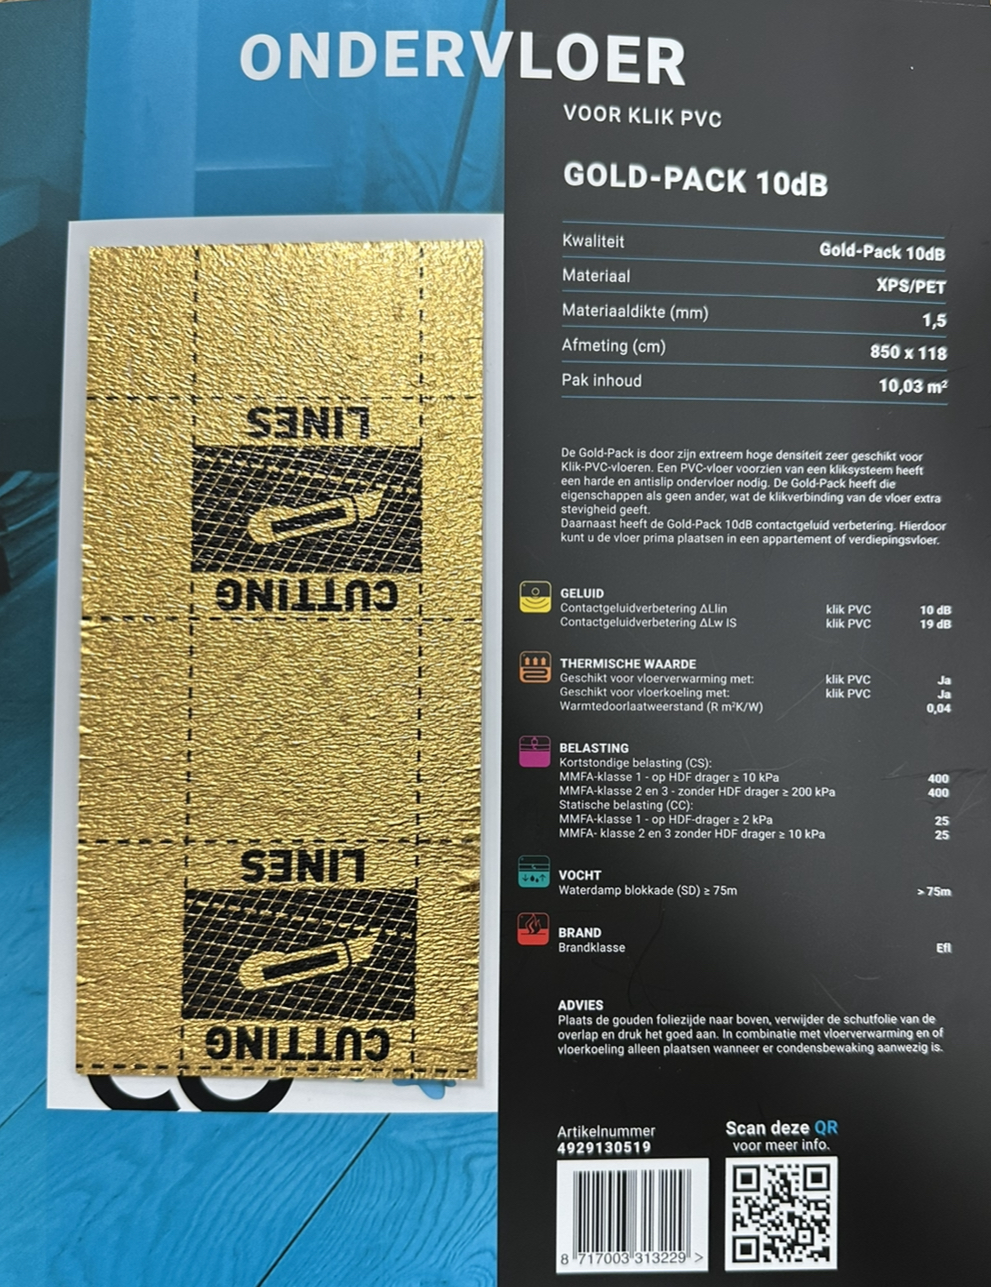 ONDERVLOER
VOOR KLIK PVC
GOLD-PACK 10dB
Kwaliteit Gold-Pack 10dB
Materiaal XPS/PET
Materiaaldikte (mm) 1,5
Afmeting (cm) 850 x 118
Pak inhoud 10,03 m²
De Gold-Pack is door zijn extreem hoge densiteit zeer geschikt voor
Klik-PVC-vloeren. Een PVC-vloer voorzien van een kliksysteem heeft
een harde en antislip ondervloer nodig. De Gold-Pack heeft die
eigenschappen als geen ander, wat de klikverbinding van de vloer extra
stevigheid geeft.
Daarnaast heeft de Gold-Pack 10dB contactgeluid verbetering. Hierdoor
kunt u de vloer prima plaatsen in een appartement of verdiepingsvloer.
GELUID
Contactgeluidverbetering ΔLlin klik PVC 10 dB
Contactgeluidverbetering ΔLw IS klik PVC 19 dB
THERMISCHE WAARDE
Geschikt voor vloerverwarming met: klik PVC Ja
Geschikt voor vloerkoeling met: klik PVC Ja
Warmtedoorlaatweerstand (R m²K/W) 0,04
BELASTING
Kortstondige belasting (CS):
MMFA-klasse 1 - op HDF drager ≥ 10 kPa 400
MMFA-klasse 2 en 3 - zonder HDF drager ≥ 200 kPa 400
Statische belasting (CC):
MMFA-klasse 1 - op HDF-drager ≥ 2 kPa 25
MMFA- klasse 2 en 3 zonder HDF drager ≥ 10 kPa 25
VOCHT
Waterdamp blokkade (SD) ≥ 75m > 75m
BRAND
Brandklasse Efl
ADVIES
Plaats de gouden foliezijde naar boven, verwijder de schutfolie van de
overlap en druk het goed aan. In combinatie met vloerverwarming en of
vloerkoeling alleen plaatsen wanneer er condensbewaking aanwezig is.
Artikelnummer
4929130519
8 717003 313229 >
Scan deze QR
voor meer info.
CUTTING
LINES
CUTTING
LINES